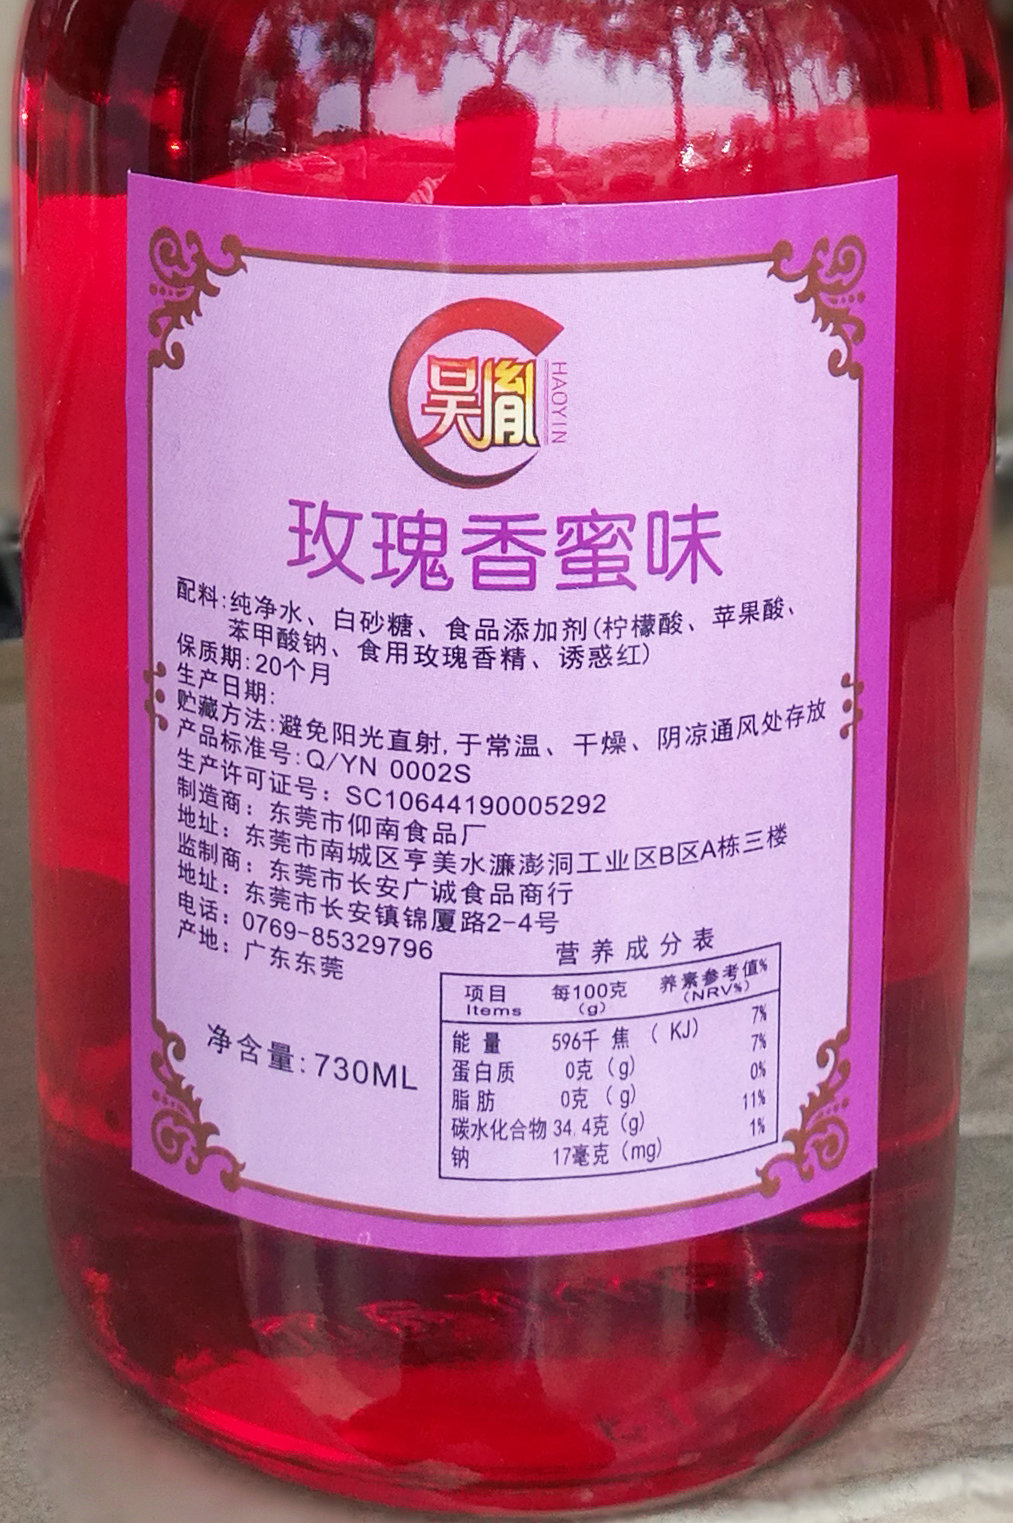 昊胤
HAOYIN
玫瑰香蜜味
配料:纯净水、白砂糖、食品添加剂(柠檬酸、苹果酸、
苯甲酸钠、食用玫瑰香精、诱惑红)
保质期:20个月
生产日期:
贮藏方法:避免阳光直射,于常温、干燥、阴凉通风处存放
产品标准号:Q/YN 0002S
生产许可证号：SC10644190005292
制造商：东莞市仰南食品厂
地址：东莞市南城区亨美水濂澎洞工业区B区A栋三楼
监制商：东莞市长安广诚食品商行
地址：东莞市长安镇锦厦路2-4号
电话：0769-85329796
产地：广东东莞
净含量:730ML
营养成分表
项目 每100克 养素参考值%
Items (g) (NRV%)
能量 596千焦 (KJ) 7%
蛋白质 0克 (g) 7%
脂肪 0克 (g) 0%
碳水化合物 34.4克 (g) 11%
钠 17毫克 (mg) 1%